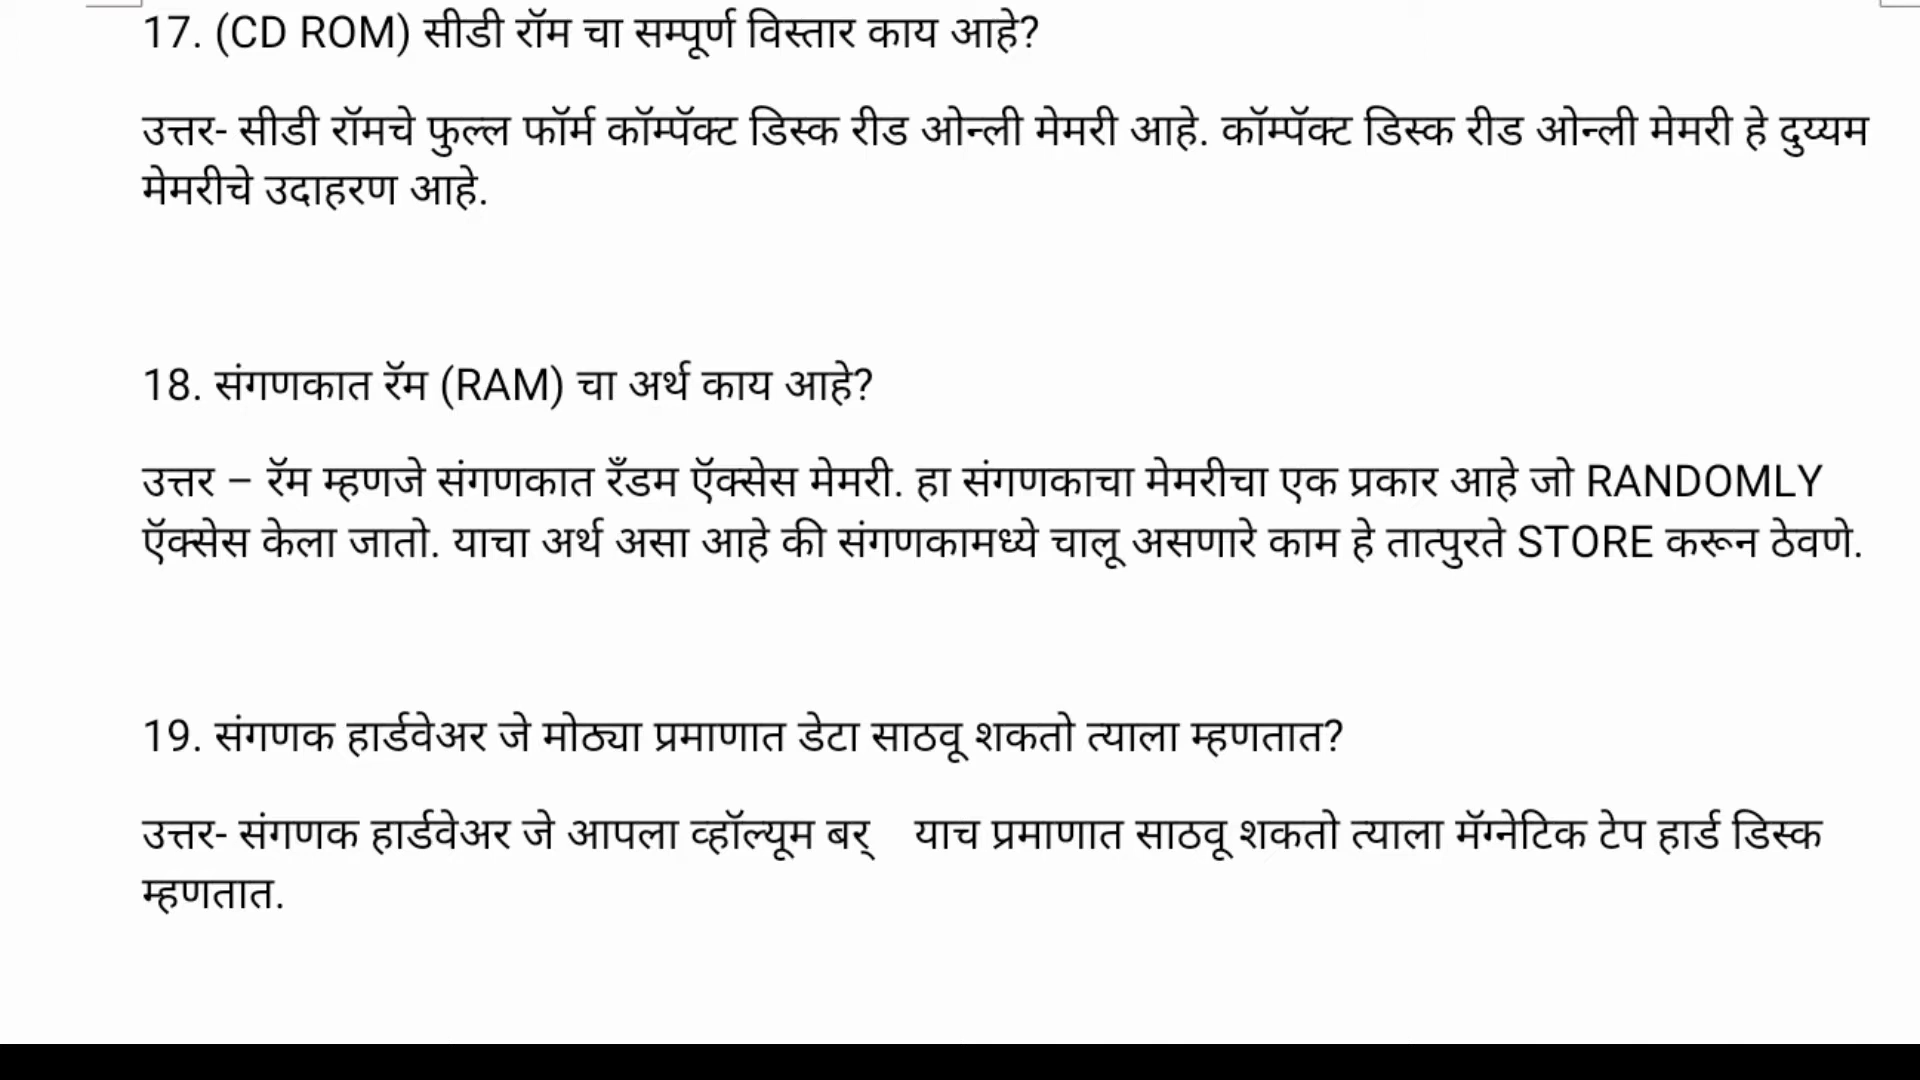 17. (CD ROM) सीडी रॉम चा सम्पूर्ण विस्तार काय आहे?
उत्तर- सीडी रॉमचे फुल्ल फॉर्म कॉम्पॅक्ट डिस्क रीड ओन्ली मेमरी आहे. कॉम्पॅक्ट डिस्क रीड ओन्ली मेमरी हे दुय्यम
मेमरीचे उदाहरण आहे.
18. संगणकात रॅम (RAM) चा अर्थ काय आहे?
उत्तर – रॅम म्हणजे संगणकात रँडम ऍक्सेस मेमरी. हा संगणकाचा मेमरीचा एक प्रकार आहे जो RANDOMLY
ऍक्सेस केला जातो. याचा अर्थ असा आहे की संगणकामध्ये चालू असणारे काम हे तात्पुरते STORE करून ठेवणे.
19. संगणक हार्डवेअर जे मोठ्या प्रमाणात डेटा साठवू शकतो त्याला म्हणतात?
उत्तर- संगणक हार्डवेअर जे आपला व्हॉल्यूम बर् याच प्रमाणात साठवू शकतो त्याला मॅग्नेटिक टेप हार्ड डिस्क
म्हणतात.